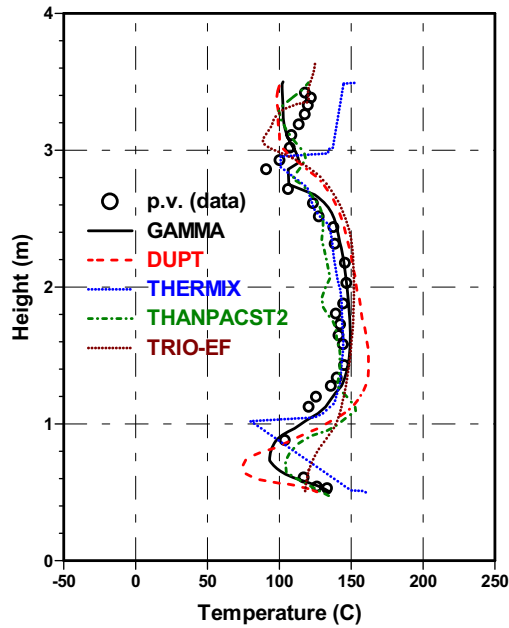 4
3
2
1
0
Height (m)
p.v. (data)
GAMMA
DUPT
THERMIX
THANPACST2
TRIO-EF
-50 0 50 100 150 200 250
Temperature (C)